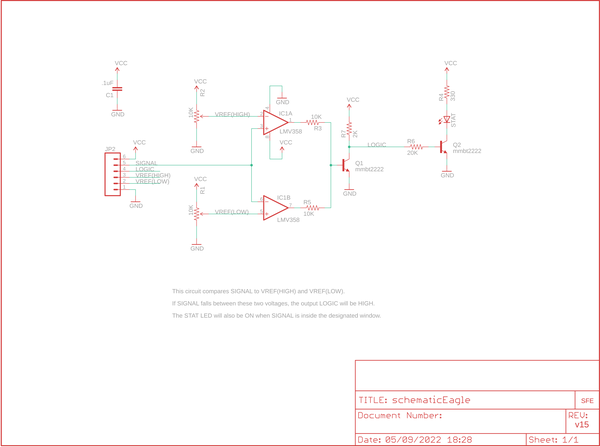 VCC
.1uF
C1
GND
VCC
R2
10K
VREF(HIGH)
GND
GND
IC1A
LMV358
VCC
10K
R3
VCC
R7
2K
LOGIC
R6
20K
Q1
mmbt2222
GND
VCC
R4
330
STAT
Q2
mmbt2222
GND
JP2
VCC
SIGNAL
LOGIC
VREF(HIGH)
VREF(LOW)
GND
VCC
R1
10K
VREF(LOW)
GND
IC1B
LMV358
R5
10K
This circuit compares SIGNAL to VREF(HIGH) and VREF(LOW).
If SIGNAL falls between these two voltages, the output LOGIC will be HIGH.
The STAT LED will also be ON when SIGNAL is inside the designated window.
TITLE: schematicEagle
SFE
Document Number:
REV:
v15
Date: 05/09/2022 18:28
Sheet: 1/1